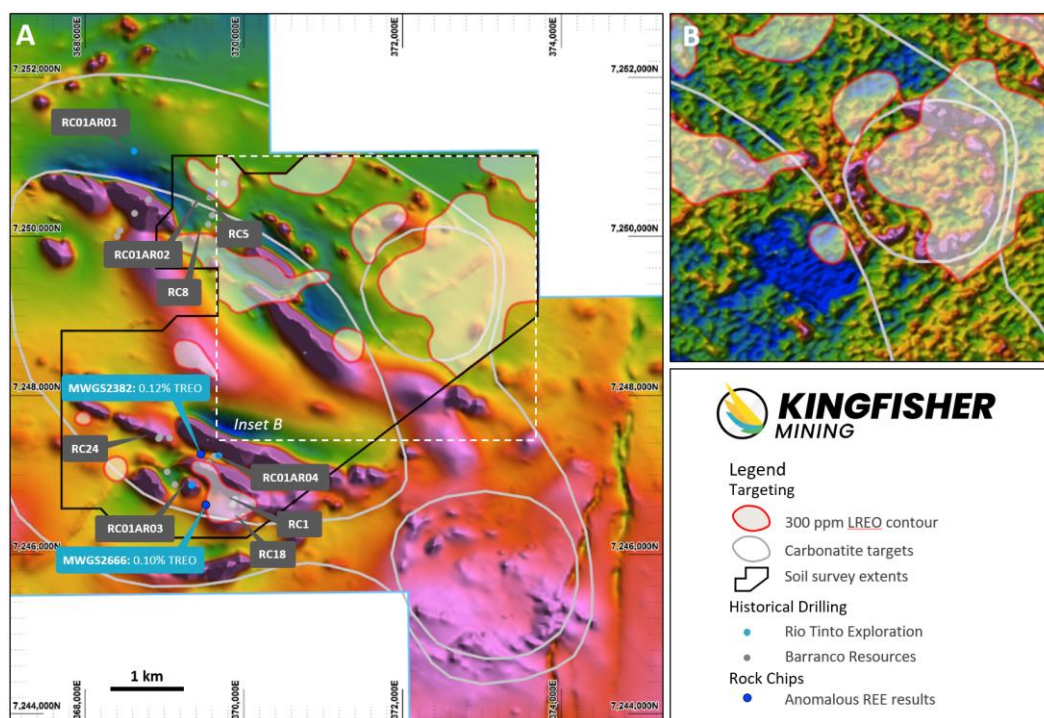 A
368,000E
370,000E
372,000E
374,000E
B
7,252,000N
7,252,000N
RC01AR01
7,250,000N
RC5
7,250,000N
RC01AR02
RC8
7,248,000N
MWGS2382: 0.12% TREO
7,248,000N
Inset B
RC24
RC01AR04
RC01AR03
RC1
7,246,000N
MWGS2666: 0.10% TREO
RC18
7,246,000N
1 km
7,244,000N
368,000E
370,000E
372,000E
374,000E
KINGFISHER
MINING
Legend
Targeting
300 ppm LREO contour
Carbonatite targets
Soil survey extents
Historical Drilling
Rio Tinto Exploration
Barranco Resources
Rock Chips
Anomalous REE results